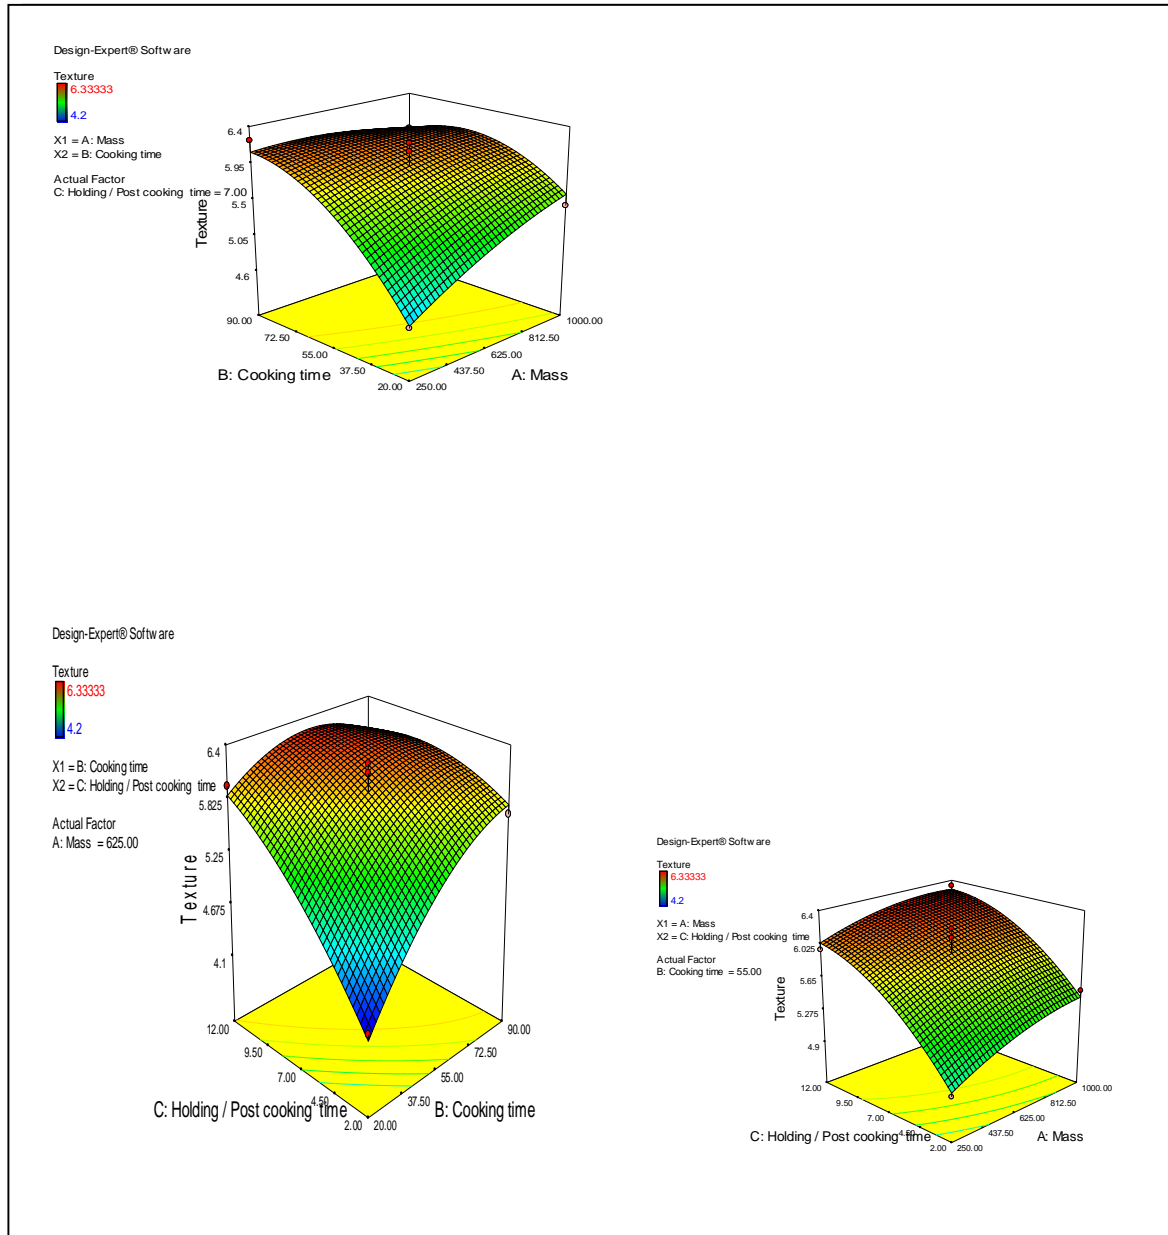 Design-Expert® Software
Texture
6.33333
4.2
X1 = A: Mass
X2 = B: Cooking time
Actual Factor
C: Holding / Post cooking time = 7.00
6.4
5.95
5.5
5.05
4.6
Texture
90.00
72.50
55.00
37.50
20.00
250.00
437.50
625.00
812.50
1000.00
B: Cooking time
A: Mass
Design-Expert® Software
Texture
6.33333
4.2
X1 = B: Cooking time
X2 = C: Holding / Post cooking time
Actual Factor
A: Mass = 625.00
6.4
5.825
5.25
4.675
4.1
Texture
12.00
9.50
7.00
4.50
2.00
20.00
37.50
55.00
72.50
90.00
C: Holding / Post cooking time
B: Cooking time
Design-Expert® Software
Texture
6.33333
4.2
X1 = A: Mass
X2 = C: Holding / Post cooking time
Actual Factor
B: Cooking time = 55.00
6.4
6.025
5.65
5.275
4.9
Texture
12.00
9.50
7.00
4.50
2.00
250.00
437.50
625.00
812.50
1000.00
C: Holding / Post cooking time
A: Mass